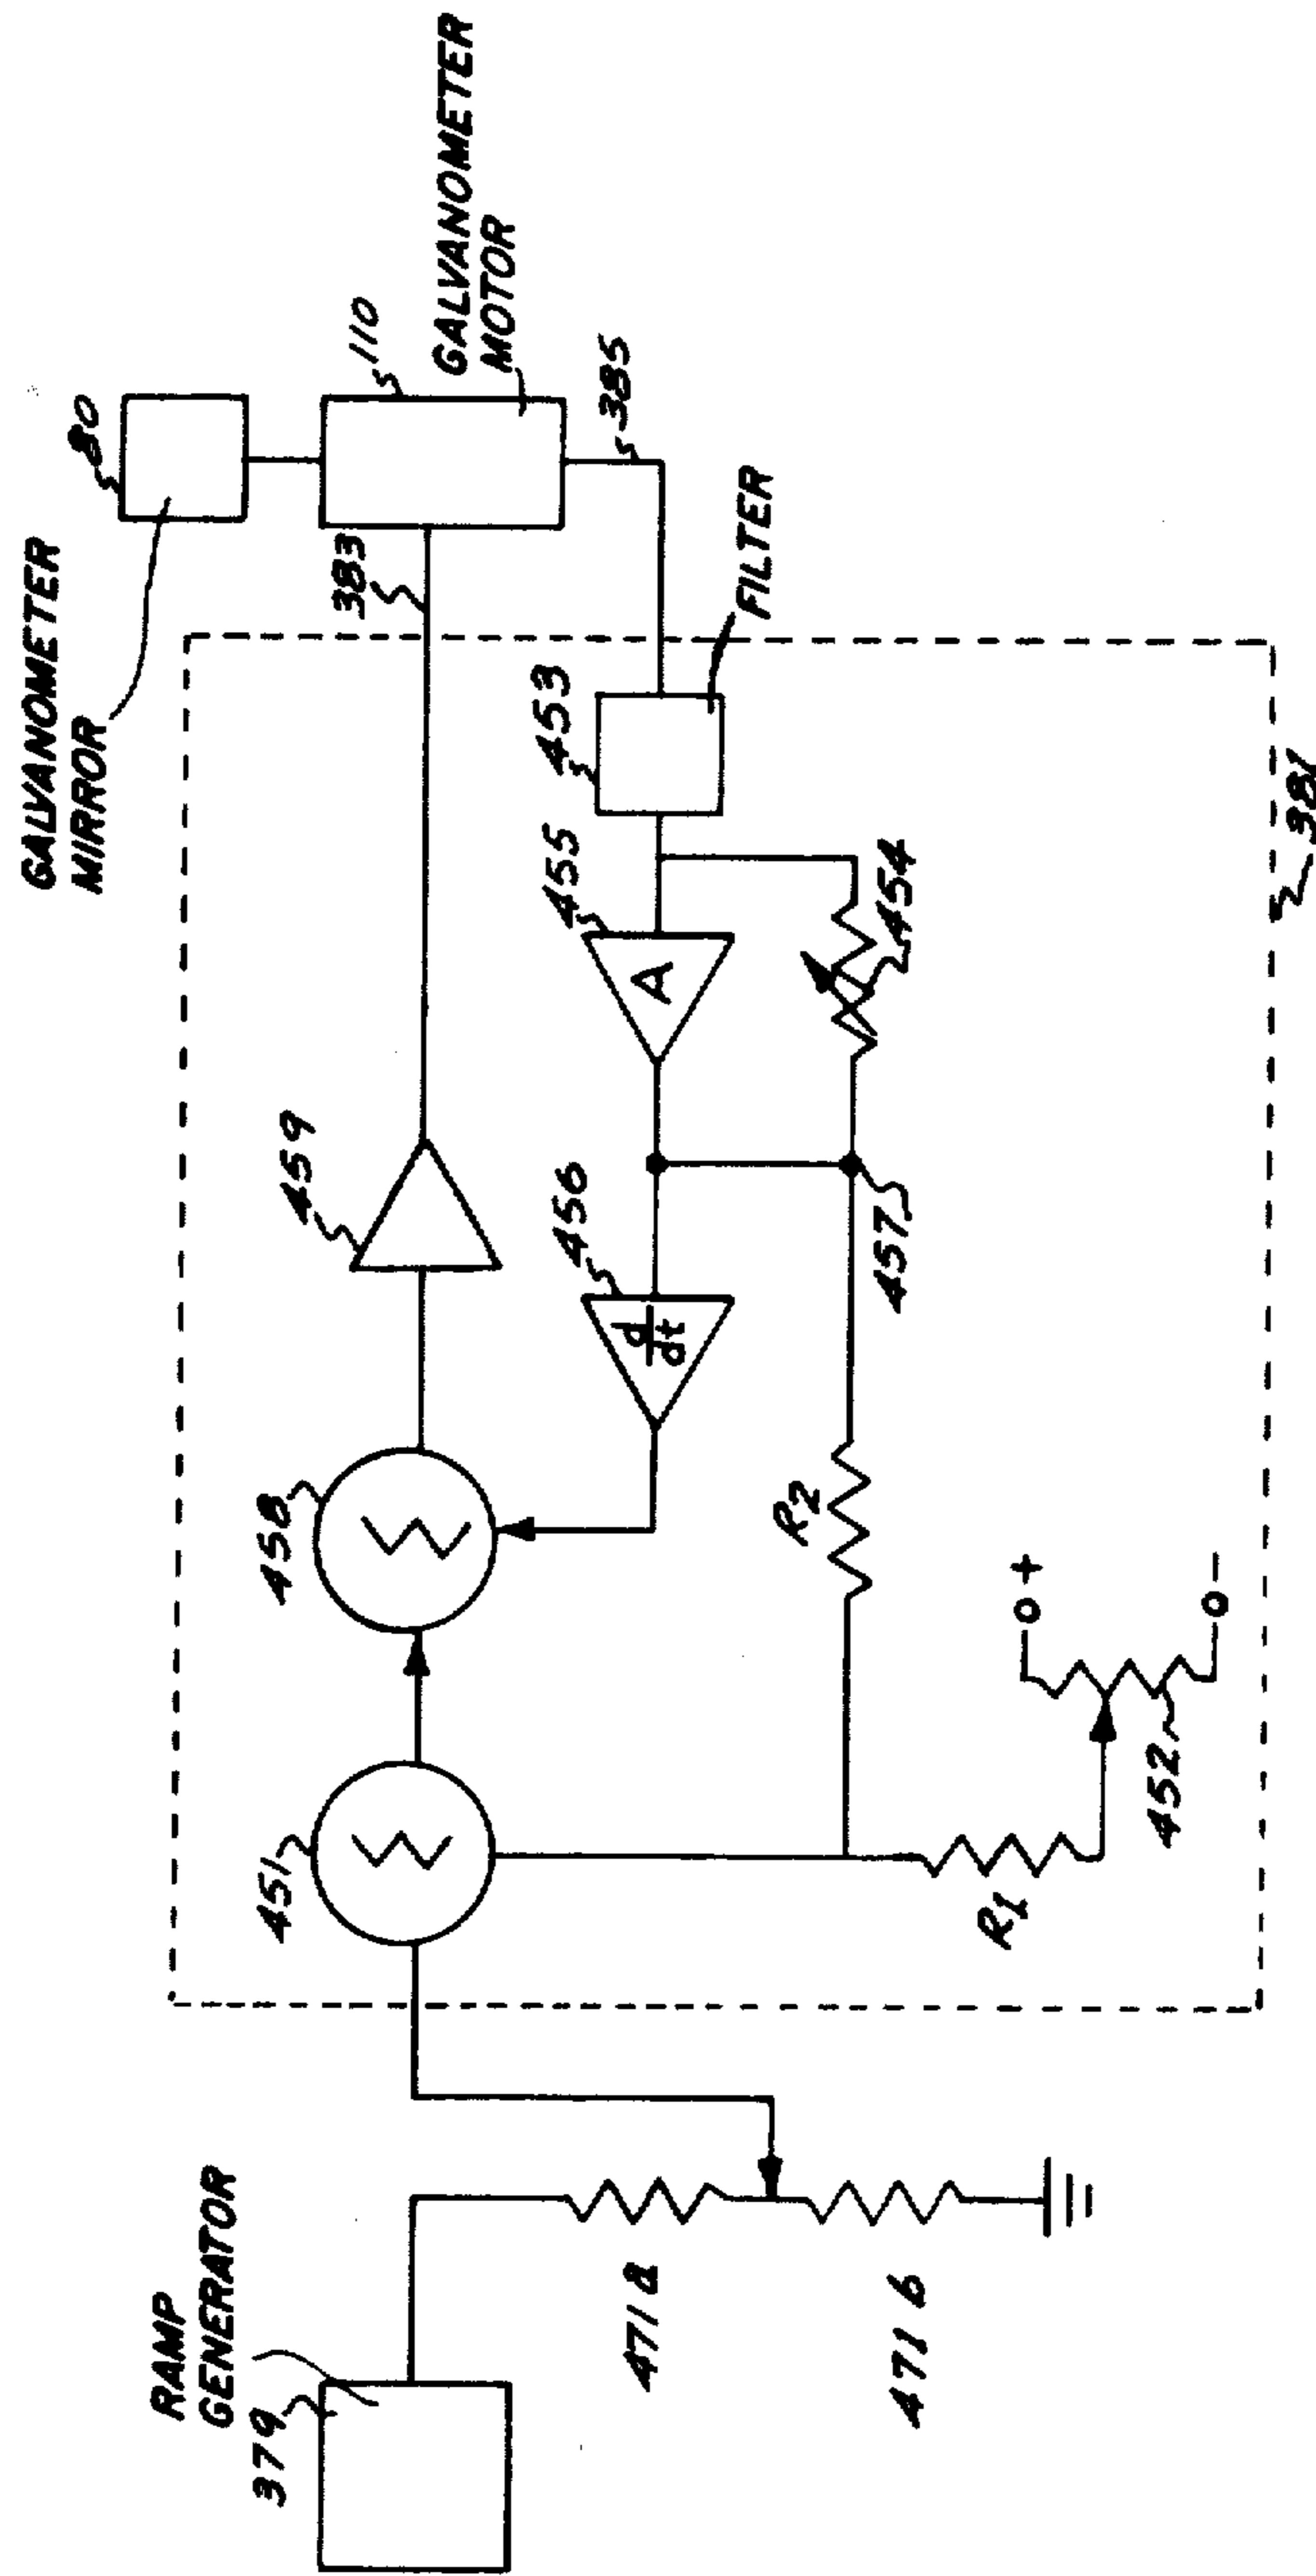 GALVANOMETER
MIRROR
80
110
GALVANOMETER
MOTOR
383
385
FILTER
453
455
A
454
459
456
d
dt
457
458
Σ
451
Σ
R2
R1
+
-
452
381
RAMP
GENERATOR
379
471a
471b